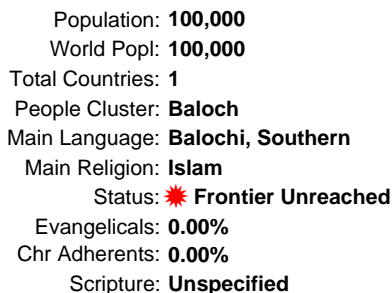 Population: 100,000
World Popl: 100,000
Total Countries: 1
People Cluster: Baloch
Main Language: Balochi, Southern
Main Religion: Islam
Status: Frontier Unreached
Evangelicals: 0.00%
Chr Adherents: 0.00%
Scripture: Unspecified